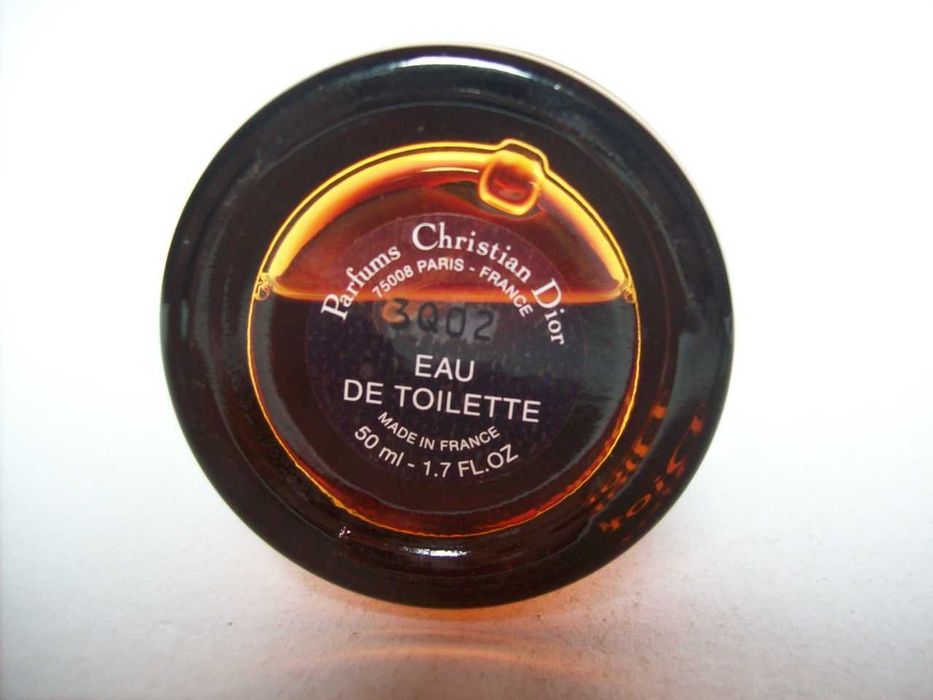 Parfums Christian Dior
75008 PARIS - FRANCE
3Q02
EAU
DE TOILETTE
MADE IN FRANCE
50 ml - 1.7 FL.OZ
Dior